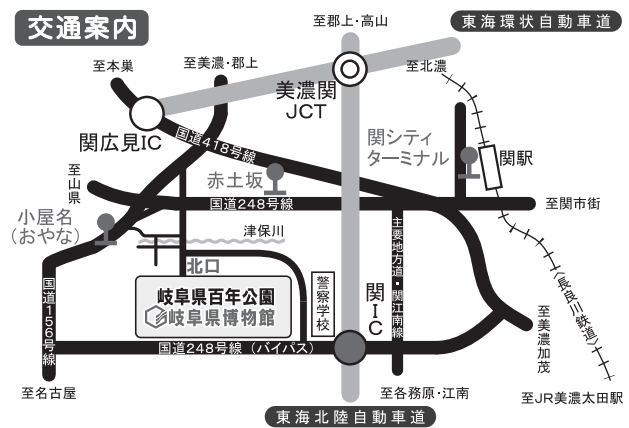 交通案内
至郡上・高山
東海環状自動車道
至本巣
至美濃・郡上
至北濃
美濃関
JCT
関広見IC
国道418号線
関シティ
ターミナル
関駅
至山県
赤土坂
国道248号線
至関市街
小屋名
（おやな）
津保川
北口
主要地方道・関江南線
岐阜県百年公園
岐阜県博物館
警察学校
関IC
国道156号線
国道248号線（バイパス）
至美濃加茂
〈長良川鉄道〉
至名古屋
至各務原・江南
至JR美濃太田駅
東海北陸自動車道